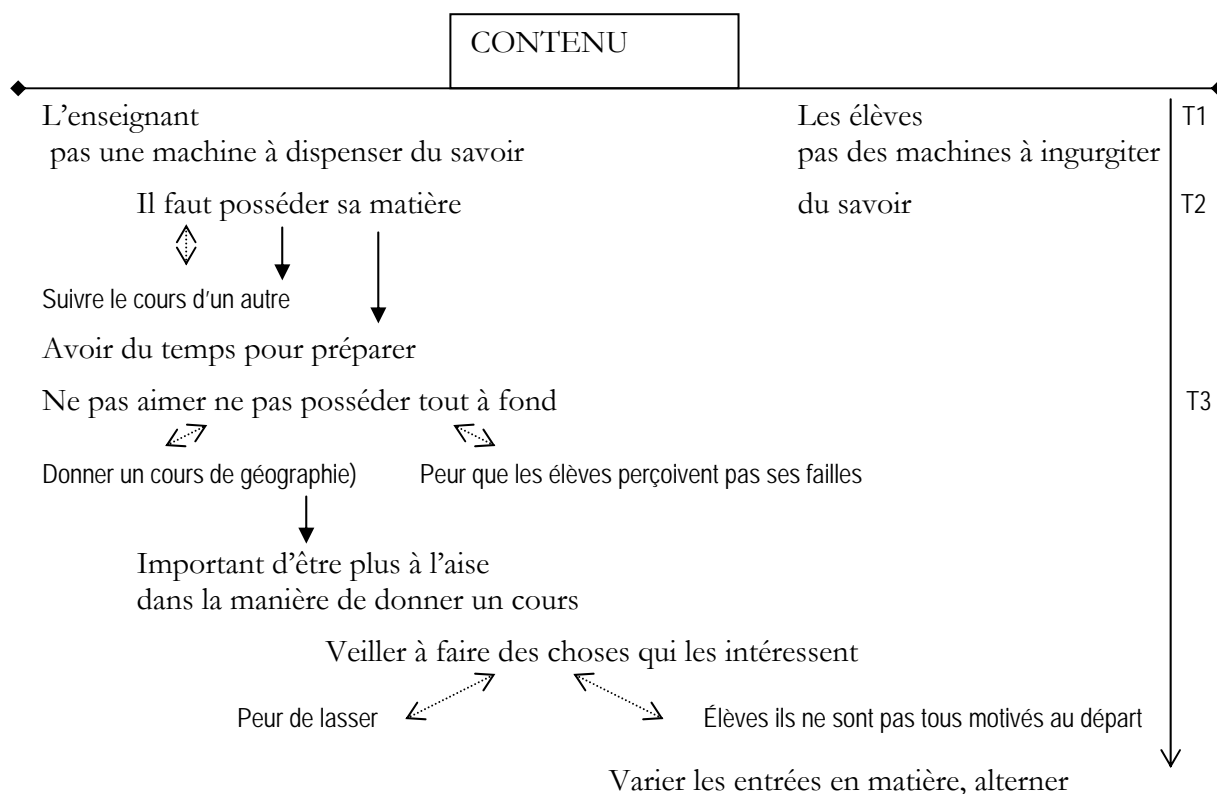 CONTENU
L'enseignant
pas une machine à dispenser du savoir
Les élèves
pas des machines à ingurgiter
T1
Il faut posséder sa matière
du savoir
T2
Suivre le cours d'un autre
Avoir du temps pour préparer
Ne pas aimer ne pas posséder tout à fond
T3
Donner un cours de géographie)
Peur que les élèves perçoivent pas ses failles
Important d'être plus à l'aise
dans la manière de donner un cours
Veiller à faire des choses qui les intéressent
Peur de lasser
Élèves ils ne sont pas tous motivés au départ
Varier les entrées en matière, alterner